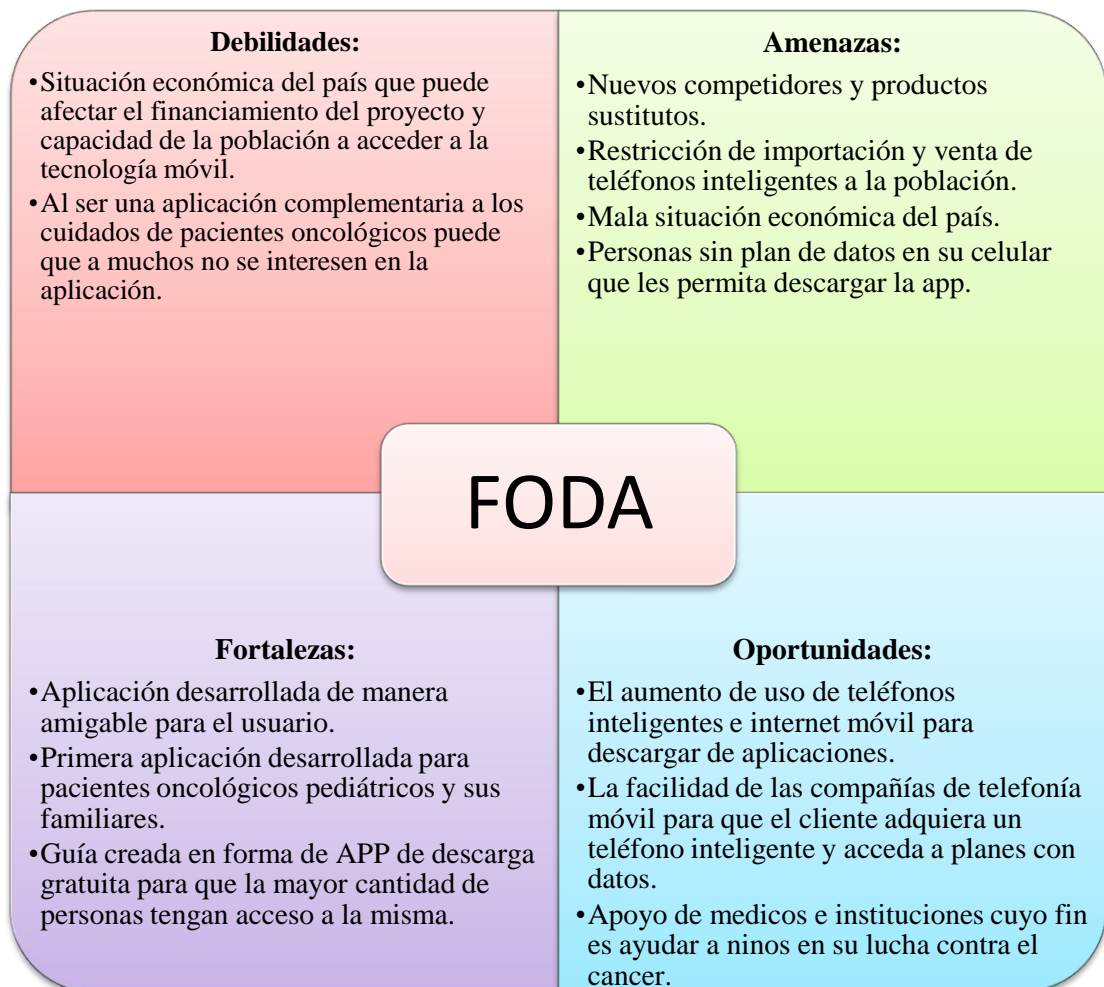 Debilidades:
•Situación económica del país que puede
afectar el financiamiento del proyecto y
capacidad de la población a acceder a la
tecnología móvil.
•Al ser una aplicación complementaria a los
cuidados de pacientes oncológicos puede
que a muchos no se interesen en la
aplicación.
Amenazas:
•Nuevos competidores y productos
sustitutos.
•Restricción de importación y venta de
teléfonos inteligentes a la población.
•Mala situación económica del país.
•Personas sin plan de datos en su celular
que les permita descargar la app.
FODA
Fortalezas:
•Aplicación desarrollada de manera
amigable para el usuario.
•Primera aplicación desarrollada para
pacientes oncológicos pediátricos y sus
familiares.
•Guía creada en forma de APP de descarga
gratuita para que la mayor cantidad de
personas tengan acceso a la misma.
Oportunidades:
•El aumento de uso de teléfonos
inteligentes e internet móvil para
descargar de aplicaciones.
•La facilidad de las compañías de telefonía
móvil para que el cliente adquiera un
teléfono inteligente y acceda a planes con
datos.
•Apoyo de medicos e instituciones cuyo fin
es ayudar a ninos en su lucha contra el
cancer.